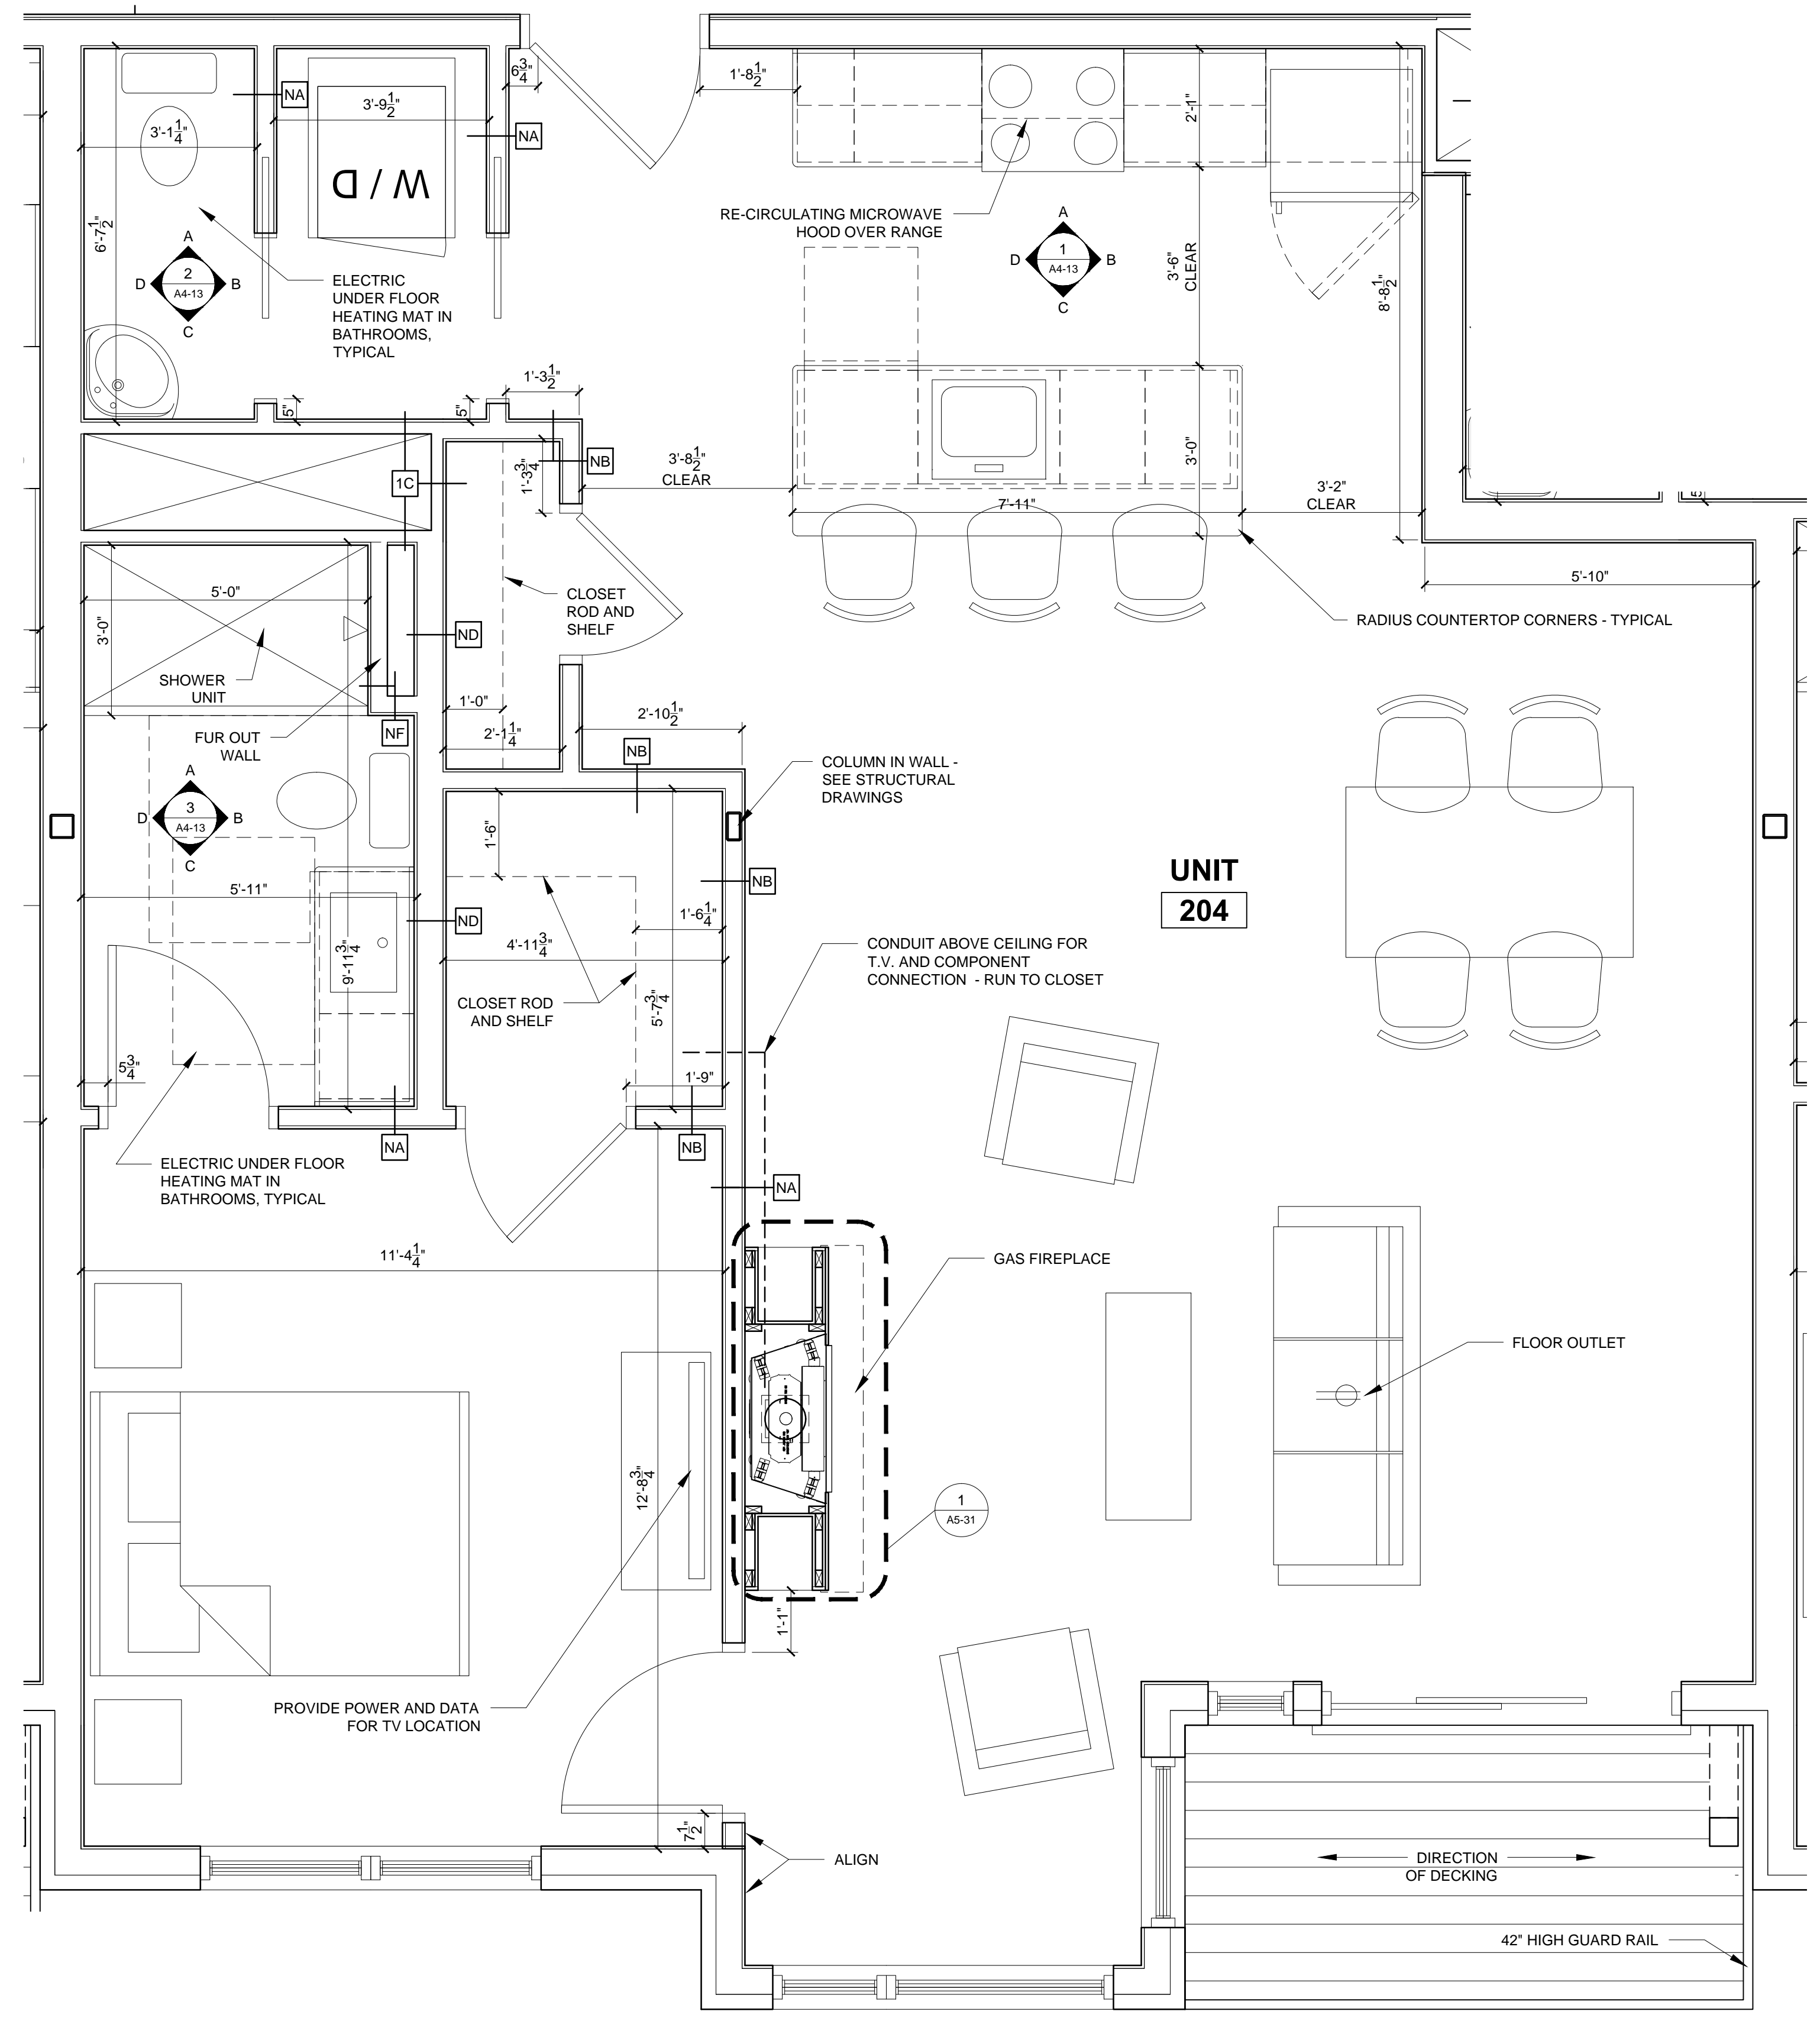 6 3/4"
1'-8 1/2"
NA
3'-9 1/2"
2'-1"
3'-1 1/4"
NA
W / D
6'-7 1/2"
RE-CIRCULATING MICROWAVE
HOOD OVER RANGE
A
D
1
A4-13
B
C
3'-6"
CLEAR
8'-8 1/2"
A
D
2
A4-13
B
C
ELECTRIC
UNDER FLOOR
HEATING MAT IN
BATHROOMS,
TYPICAL
1'-3 1/2"
5"
5"
1'-3 3/4"
NB
3'-8 1/2"
CLEAR
3'-0"
1C
7'-11"
3'-2"
CLEAR
5"
5'-10"
5'-0"
3'-0"
CLOSET
ROD AND
SHELF
RADIUS COUNTERTOP CORNERS - TYPICAL
ND
SHOWER
UNIT
1'-0"
2'-1 1/4"
2'-10 1/2"
NF
FUR OUT
WALL
NB
COLUMN IN WALL -
SEE STRUCTURAL
DRAWINGS
A
D
3
A4-13
B
C
1'-6"
UNIT
204
5'-11"
NB
ND
1'-6 1/4"
4'-11 3/4"
9'-11 3/4"
CONDUIT ABOVE CEILING FOR
T.V. AND COMPONENT
CONNECTION - RUN TO CLOSET
CLOSET ROD
AND SHELF
5'-7 3/4"
5 3/4"
1'-9"
NA
NB
ELECTRIC UNDER FLOOR
HEATING MAT IN
BATHROOMS, TYPICAL
NA
11'-4 1/4"
GAS FIREPLACE
FLOOR OUTLET
12'-8 3/4"
1
A5-31
1'-1"
PROVIDE POWER AND DATA
FOR TV LOCATION
7 1/2"
ALIGN
DIRECTION
OF DECKING
42" HIGH GUARD RAIL